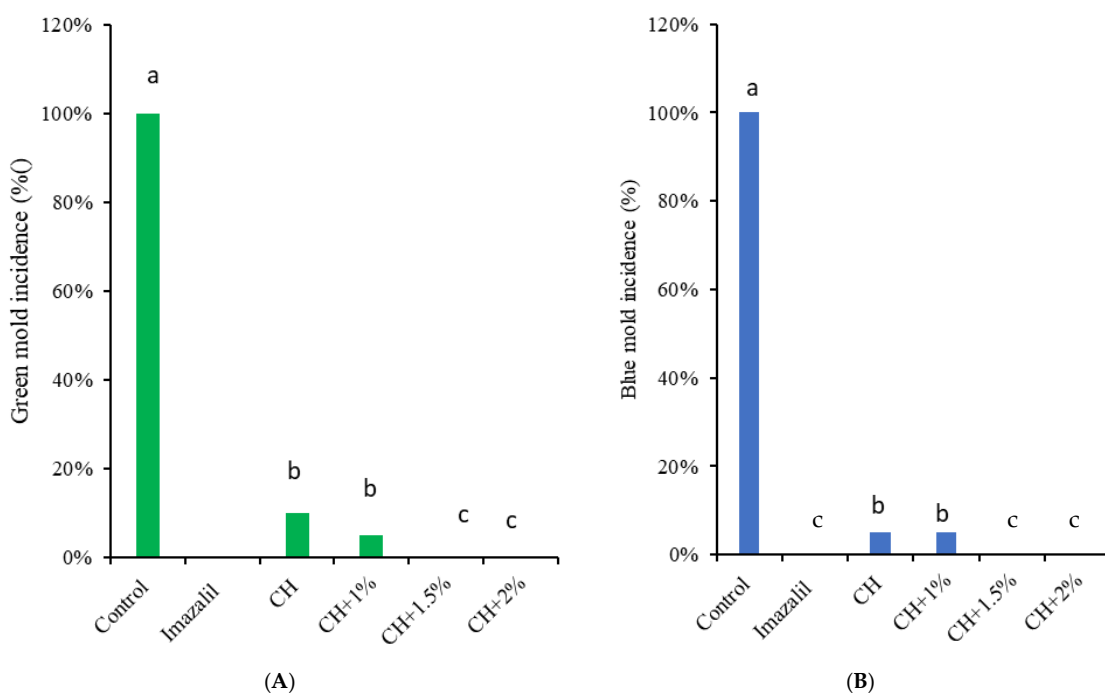 120%
100%
80%
60%
40%
20%
0%
Green mold incidence (%()
a
b
b
c
c
Control
Imazalil
CH
CH+1%
CH+1.5%
CH+2%
(A)
120%
100%
80%
60%
40%
20%
0%
Blue mold incidence (%)
a
c
b
b
c
c
Control
Imazalil
CH
CH+1%
CH+1.5%
CH+2%
(B)